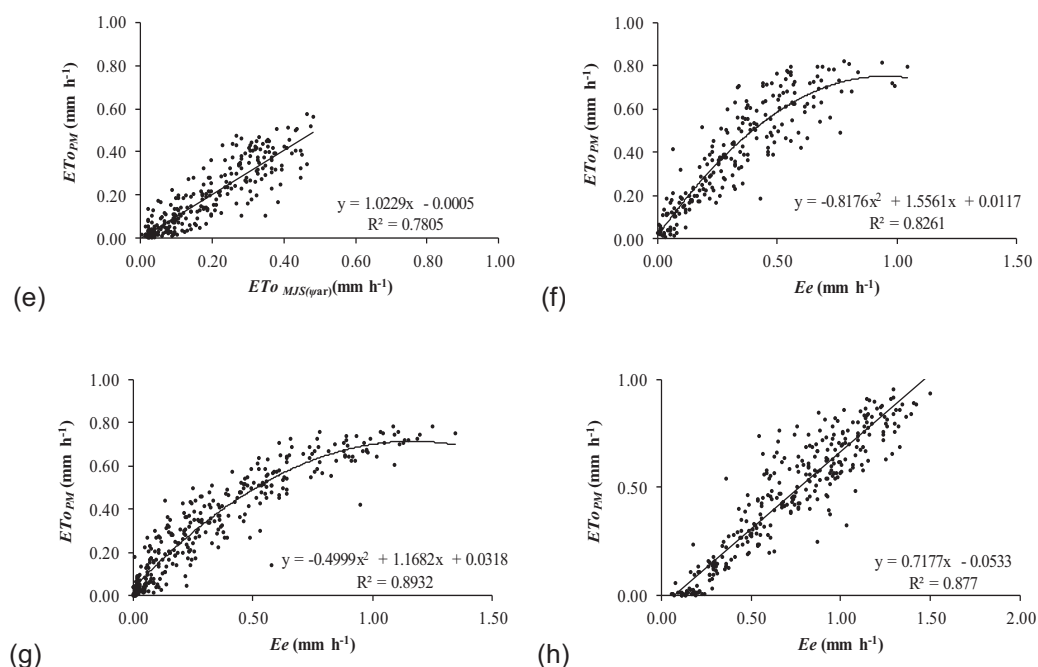 1.00
0.80
0.60
0.40
0.20
0.00
ETo_PM (mm h⁻¹)
y = 1.0229x - 0.0005
R² = 0.7805
0.00 0.20 0.40 0.60 0.80 1.00
ETo MJS(ψar)(mm h⁻¹)
(e)
1.00
0.80
0.60
0.40
0.20
0.00
ETo_PM (mm h⁻¹)
y = -0.8176x² + 1.5561x + 0.0117
R² = 0.8261
0.00 0.50 1.00 1.50
Ee (mm h⁻¹)
(f)
1.00
0.80
0.60
0.40
0.20
0.00
ETo_PM (mm h⁻¹)
y = -0.4999x² + 1.1682x + 0.0318
R² = 0.8932
0.00 0.50 1.00 1.50
Ee (mm h⁻¹)
(g)
1.00
0.50
0.00
ETo_PM (mm h⁻¹)
y = 0.7177x - 0.0533
R² = 0.877
0.00 0.50 1.00 1.50 2.00
Ee (mm h⁻¹)
(h)